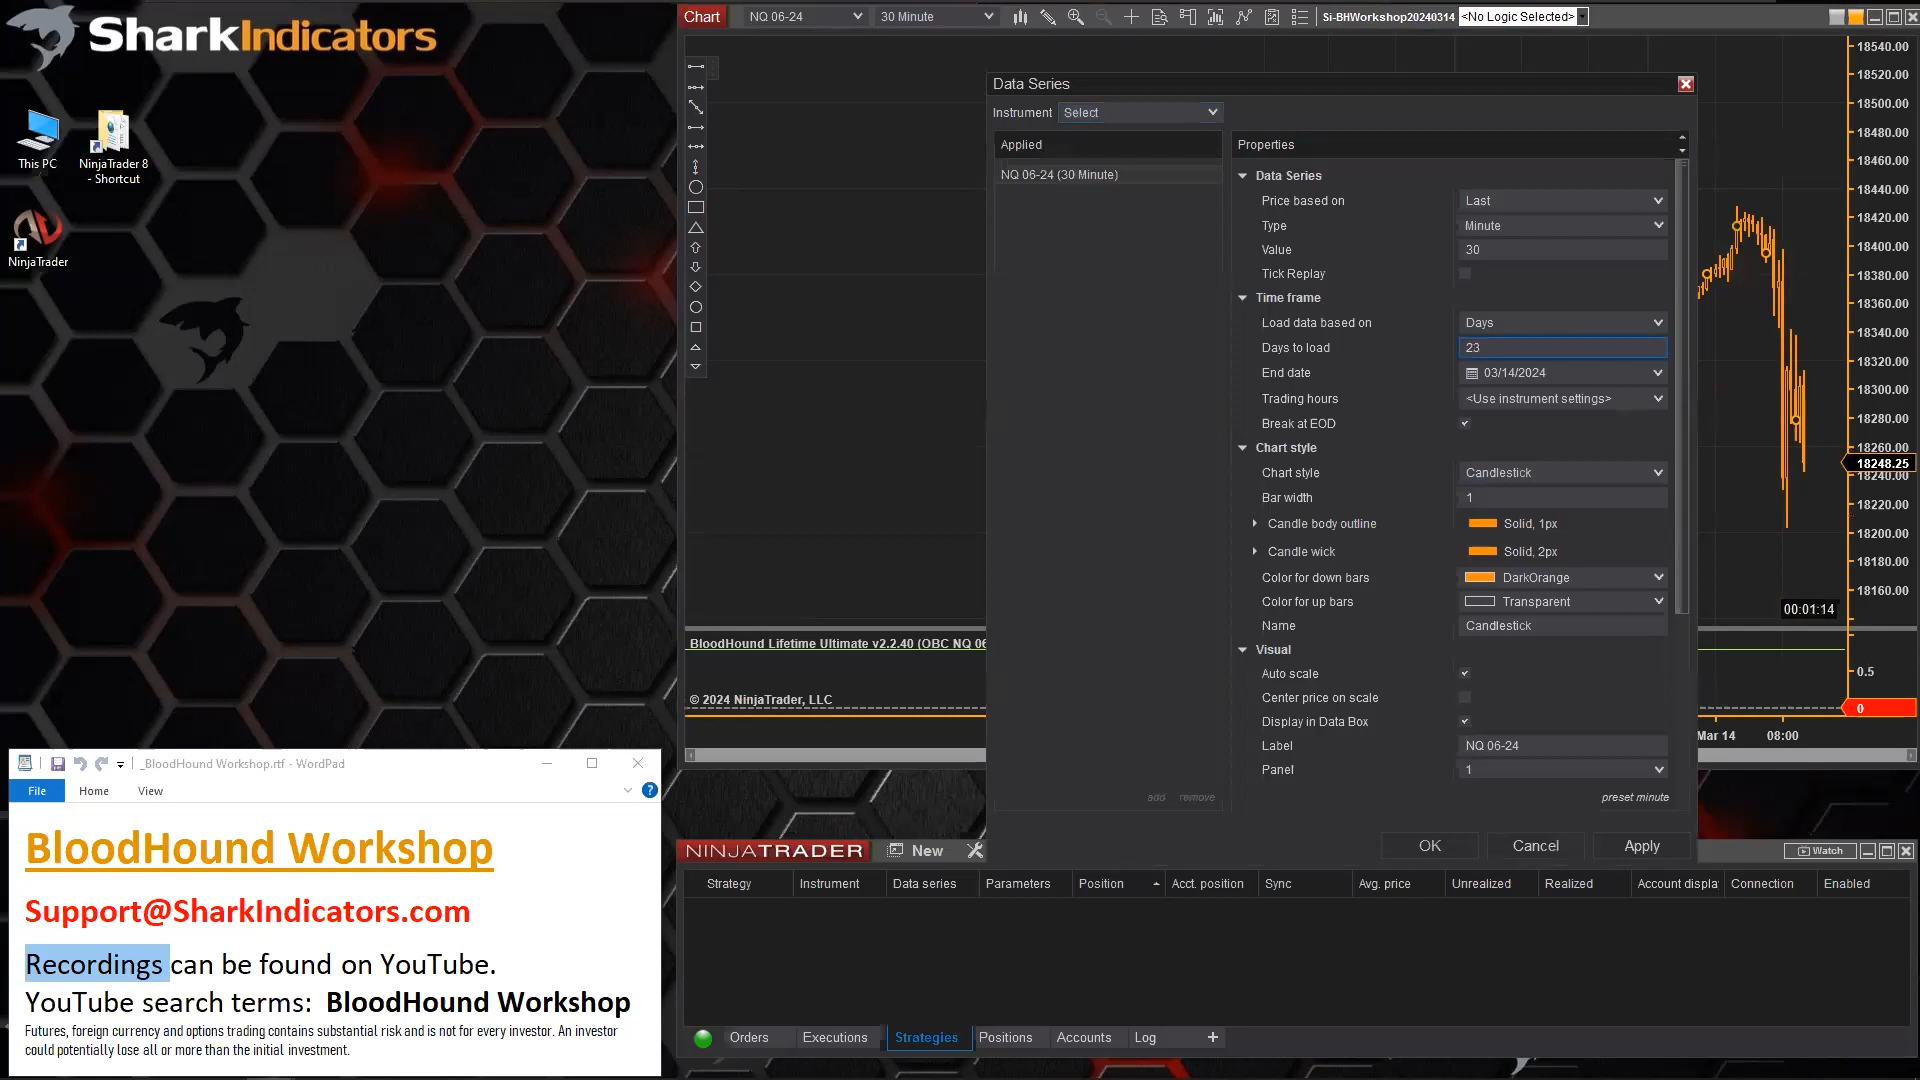 SharkIndicators
This PC
NinjaTrader 8
- Shortcut
NinjaTrader
Chart
NQ 06-24
30 Minute
Si-BHWorkshop20240314
<No Logic Selected>
Data Series
Instrument
Select
Applied
NQ 06-24 (30 Minute)
Properties
Data Series
Price based on
Last
Type
Minute
Value
30
Tick Replay
Time frame
Load data based on
Days
Days to load
23
End date
03/14/2024
Trading hours
<Use instrument settings>
Break at EOD
Chart style
Chart style
Candlestick
Bar width
1
Candle body outline
Solid, 1px
Candle wick
Solid, 2px
Color for down bars
DarkOrange
Color for up bars
Transparent
Name
Candlestick
Visual
Auto scale
Center price on scale
Display in Data Box
Label
NQ 06-24
Panel
1
add
remove
preset minute
OK
Cancel
Apply
18540.00
18520.00
18500.00
18480.00
18460.00
18440.00
18420.00
18400.00
18380.00
18360.00
18340.00
18320.00
18300.00
18280.00
18260.00
18248.25
18240.00
18220.00
18200.00
18180.00
18160.00
00:01:14
0.5
0
BloodHound Lifetime Ultimate v2.2.40 (OBC NQ 06
© 2024 NinjaTrader, LLC
Mar 14
08:00
_BloodHound Workshop.rtf - WordPad
File
Home
View
BloodHound Workshop
Support@SharkIndicators.com
Recordings can be found on YouTube.
YouTube search terms: BloodHound Workshop
Futures, foreign currency and options trading contains substantial risk and is not for every investor. An investor
could potentially lose all or more than the initial investment.
NINJATRADER
New
Watch
Strategy
Instrument
Data series
Parameters
Position
Acct. position
Sync
Avg. price
Unrealized
Realized
Account displa
Connection
Enabled
Orders
Executions
Strategies
Positions
Accounts
Log
+